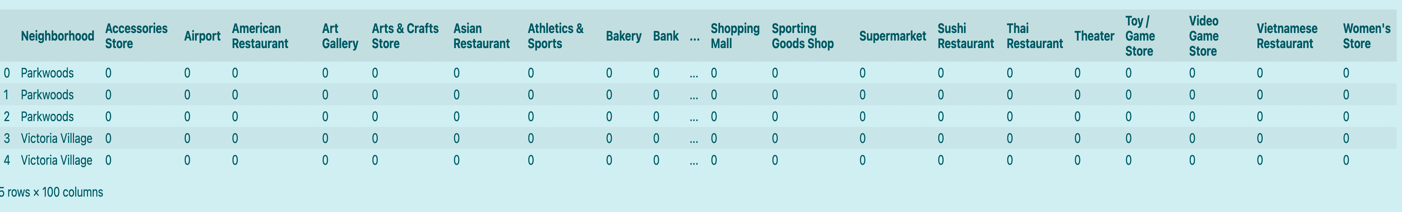 Neighborhood Accessories Store Airport American Restaurant Art Gallery Arts & Crafts Store Asian Restaurant Athletics & Sports Bakery Bank ... Shopping Mall Sporting Goods Shop Supermarket Sushi Restaurant Thai Restaurant Theater Toy / Game Store Video Game Store Vietnamese Restaurant Women's Store
0 Parkwoods 0 0 0 0 0 0 0 0 0 ... 0 0 0 0 0 0 0 0 0 0
1 Parkwoods 0 0 0 0 0 0 0 0 0 ... 0 0 0 0 0 0 0 0 0 0
2 Parkwoods 0 0 0 0 0 0 0 0 0 ... 0 0 0 0 0 0 0 0 0 0
3 Victoria Village 0 0 0 0 0 0 0 0 0 ... 0 0 0 0 0 0 0 0 0 0
4 Victoria Village 0 0 0 0 0 0 0 0 0 ... 0 0 0 0 0 0 0 0 0 0
5 rows × 100 columns